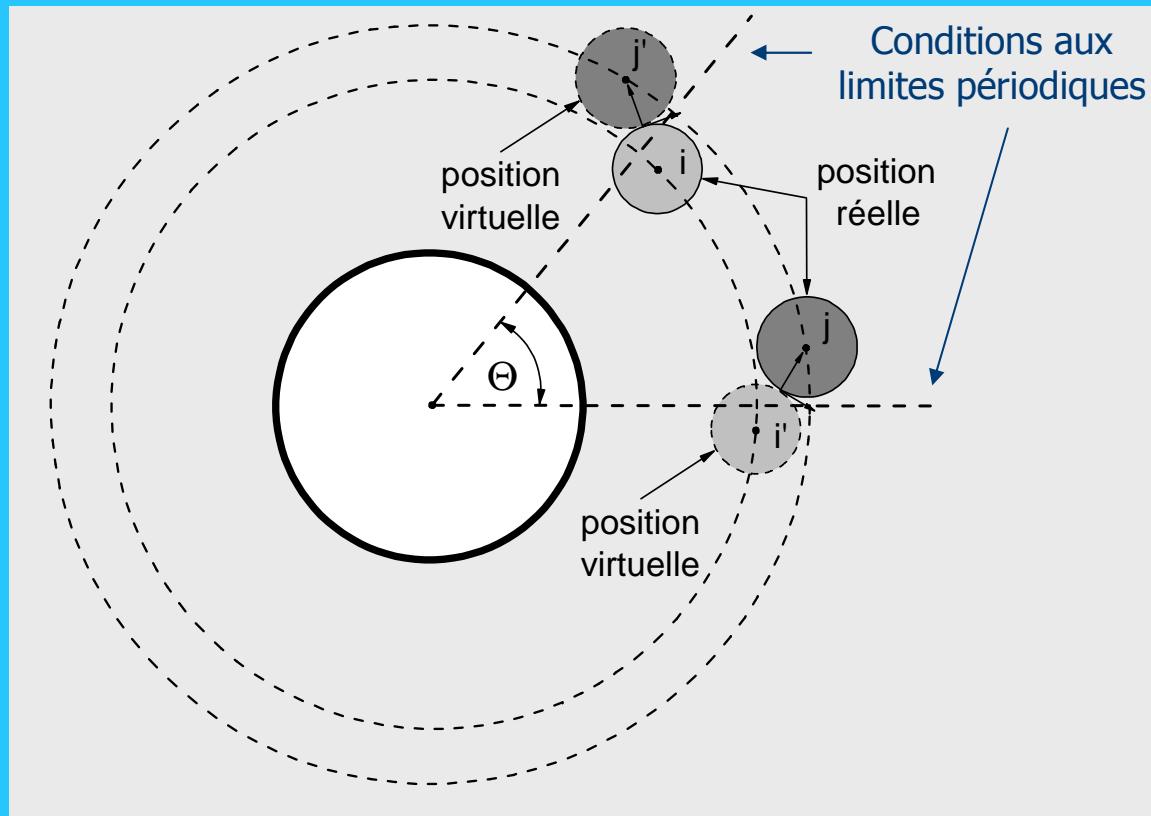 Conditions aux
limites périodiques
j'
i
position
virtuelle
position
réelle
j
Θ
i'
position
virtuelle